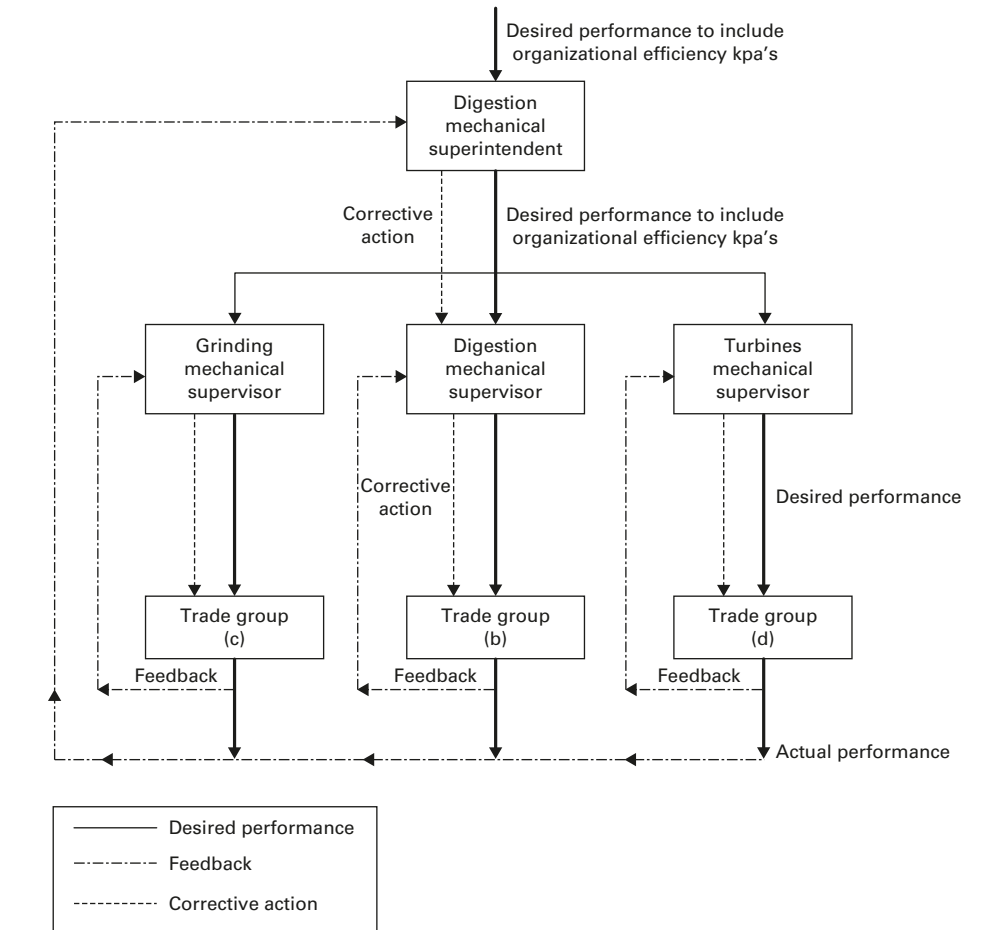 Desired performance to include
organizational efficiency kpa's
Digestion
mechanical
superintendent
Corrective
action
Desired performance to include
organizational efficiency kpa's
Grinding
mechanical
supervisor
Digestion
mechanical
supervisor
Turbines
mechanical
supervisor
Corrective
action
Desired performance
Trade group
(c)
Trade group
(b)
Trade group
(d)
Feedback
Feedback
Feedback
Actual performance
Desired performance
Feedback
Corrective action